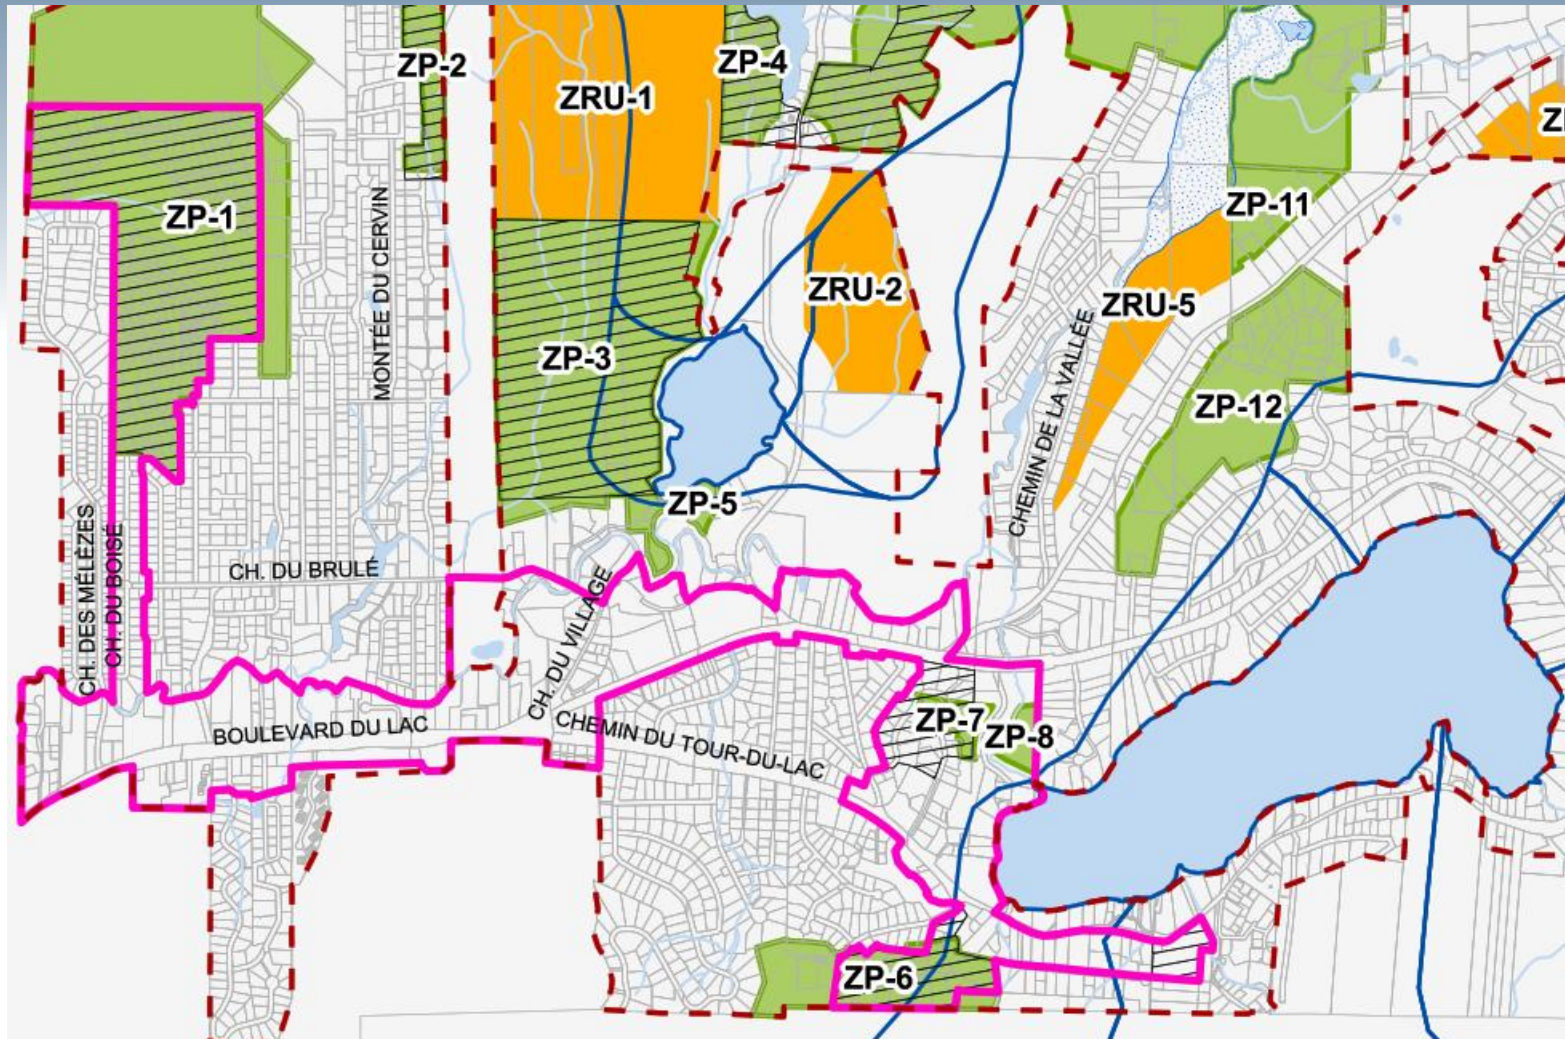 ZP-2
ZP-4
ZRU-1
Z
ZP-1
ZP-11
MONTÉE DU CERVIN
ZRU-2
ZRU-5
ZP-3
CHEMIN DE LA VALLÉE
ZP-12
ZP-5
CH. DES MÉLÈZES
CH. DU BOISÉ
CH. DU BRULÉ
CH. DU VILLAGE
BOULEVARD DU LAC
CHEMIN DU TOUR-DU-LAC
ZP-7
ZP-8
ZP-6